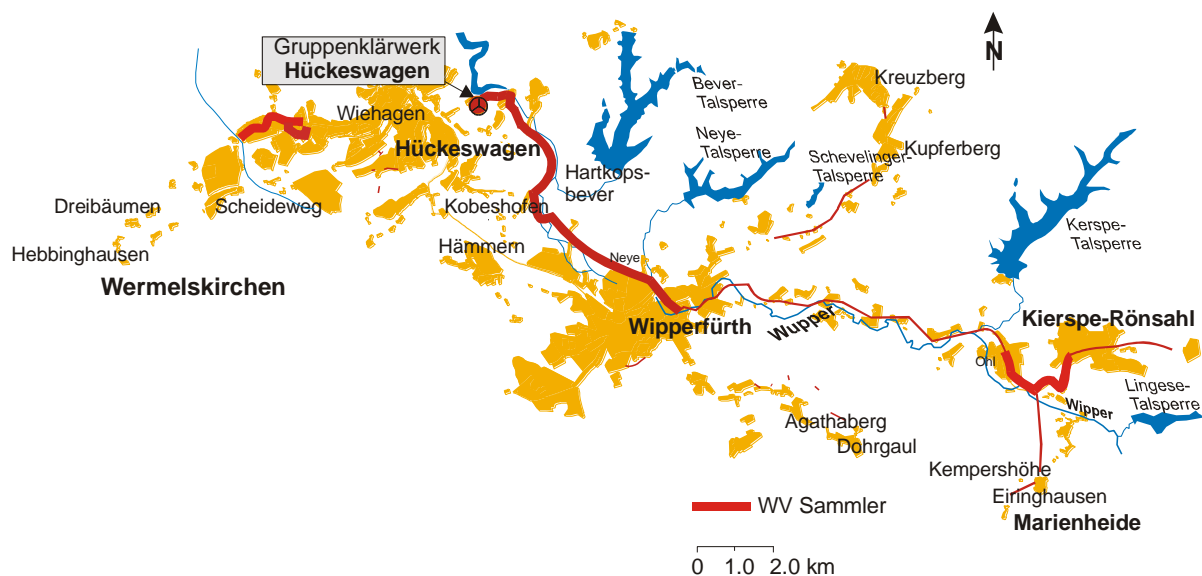 Gruppenklärwerk
Hückeswagen
N
Kreuzberg
Bever-
Talsperre
Wiehagen
Neye-
Talsperre
Hückeswagen
Schevelinger-
Talsperre
Kupferberg
Hartkops-
bever
Dreibäumen
Scheideweg
Kobeshofen
Kerspe-
Talsperre
Hebbinghausen
Hämmern
Neye
Wermelskirchen
Wipperfürth
Wupper
Kierspe-Rönsahl
Ohl
Lingese-
Talsperre
Wipper
Agathaberg
Dohrgaul
Kempershöhe
Eiringhausen
Marienheide
WV Sammler
0 1.0 2.0 km